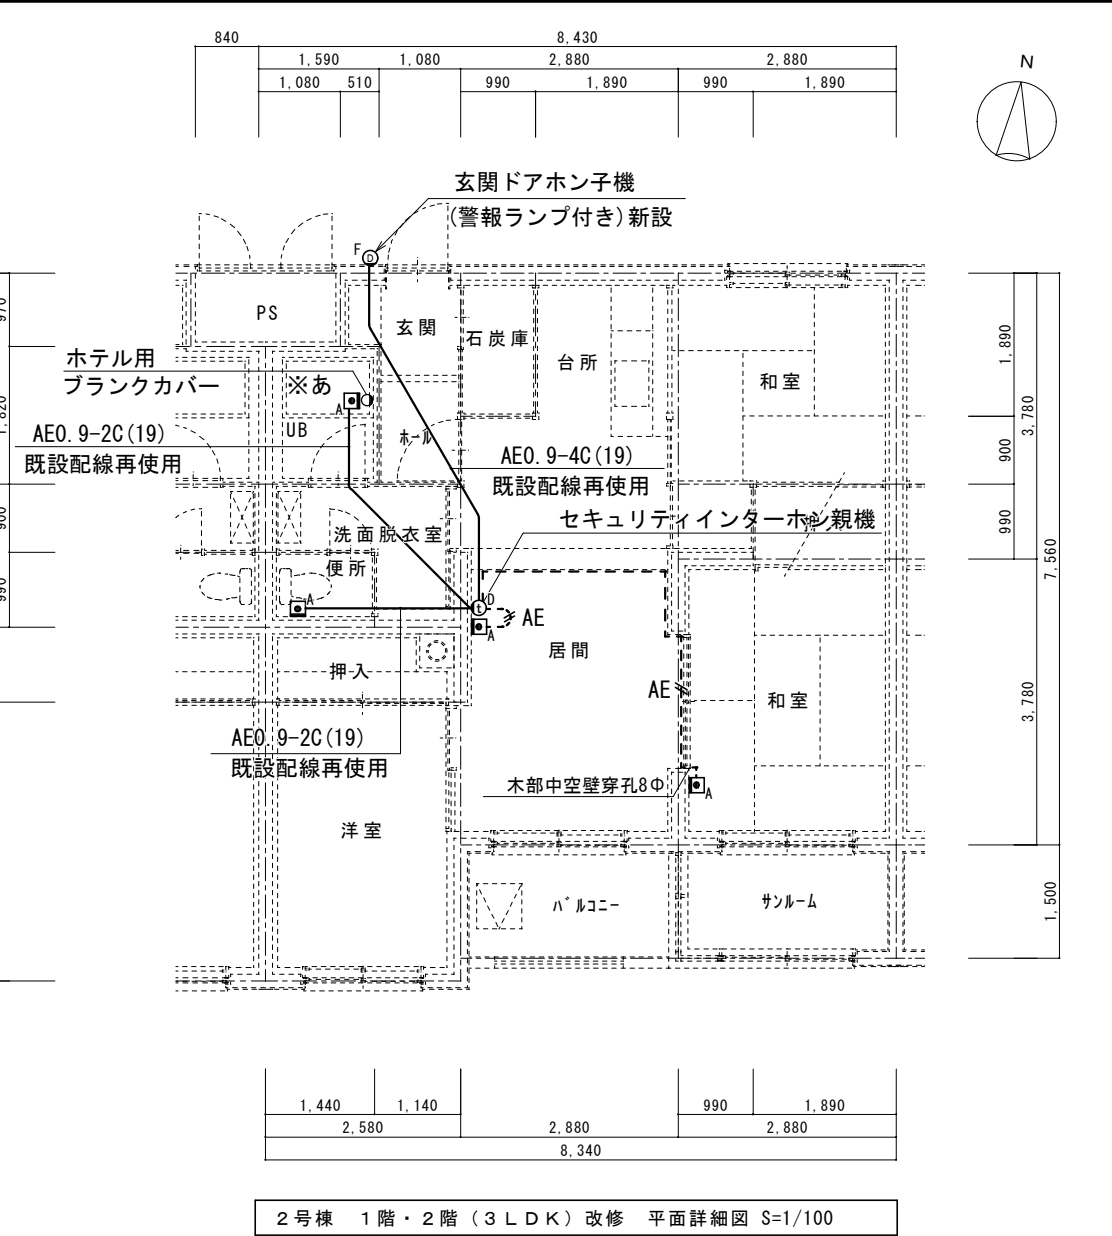 840
8,430
1,590
1,080
2,880
2,880
1,080
510
990
1,890
990
1,890
N
玄関ドアホン子機
(警報ランプ付き)新設
F
D
PS
玄関
石炭庫
台所
和室
ホテル用
ブランクカバー
※あ
A
UB
ホール
AE0.9-2C(19)
既設配線再使用
AE0.9-4C(19)
既設配線再使用
セキュリティインターホン親機
洗面脱衣室
便所
A
t
D
A
AE
居間
押入
AE
和室
AE0.9-2C(19)
既設配線再使用
木部中空壁穿孔8Φ
A
洋室
バルコニー
サンルーム
970
1,820
900
990
1,890
900
990
3,780
3,780
7,560
1,500
1,440
1,140
990
1,890
2,580
2,880
2,880
8,340
2号棟 1階・2階(3LDK)改修 平面詳細図 S=1/100